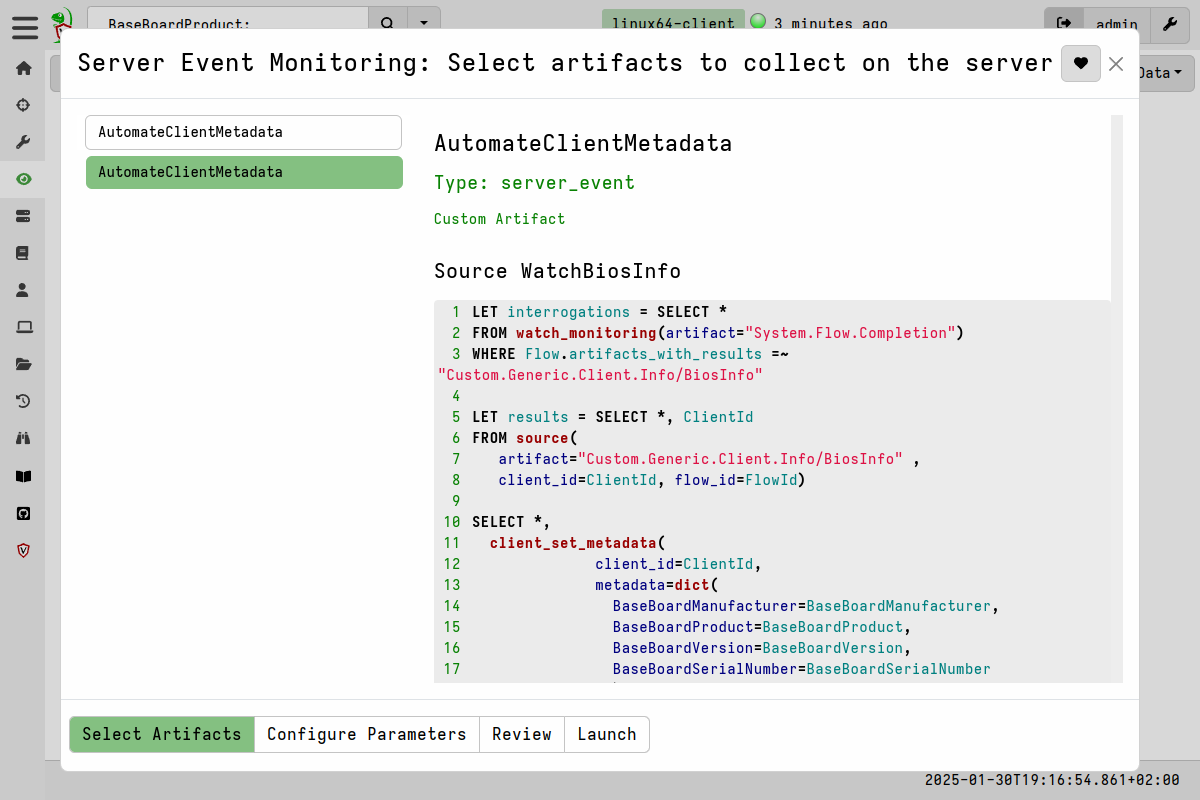 BaseBoardProduct:
linux64-client
3 minutes ago
admin
Server Event Monitoring: Select artifacts to collect on the server
Data
AutomateClientMetadata
AutomateClientMetadata
AutomateClientMetadata
Type: server_event
Custom Artifact
Source WatchBiosInfo
1 LET interrogations = SELECT *
2 FROM watch_monitoring(artifact="System.Flow.Completion")
3 WHERE Flow.artifacts_with_results =~
"Custom.Generic.Client.Info/BiosInfo"
4
5 LET results = SELECT *, ClientId
6 FROM source(
7 artifact="Custom.Generic.Client.Info/BiosInfo" ,
8 client_id=ClientId, flow_id=FlowId)
9
10 SELECT *,
11 client_set_metadata(
12 client_id=ClientId,
13 metadata=dict(
14 BaseBoardManufacturer=BaseBoardManufacturer,
15 BaseBoardProduct=BaseBoardProduct,
16 BaseBoardVersion=BaseBoardVersion,
17 BaseBoardSerialNumber=BaseBoardSerialNumber
Select Artifacts
Configure Parameters
Review
Launch
2025-01-30T19:16:54.861+02:00